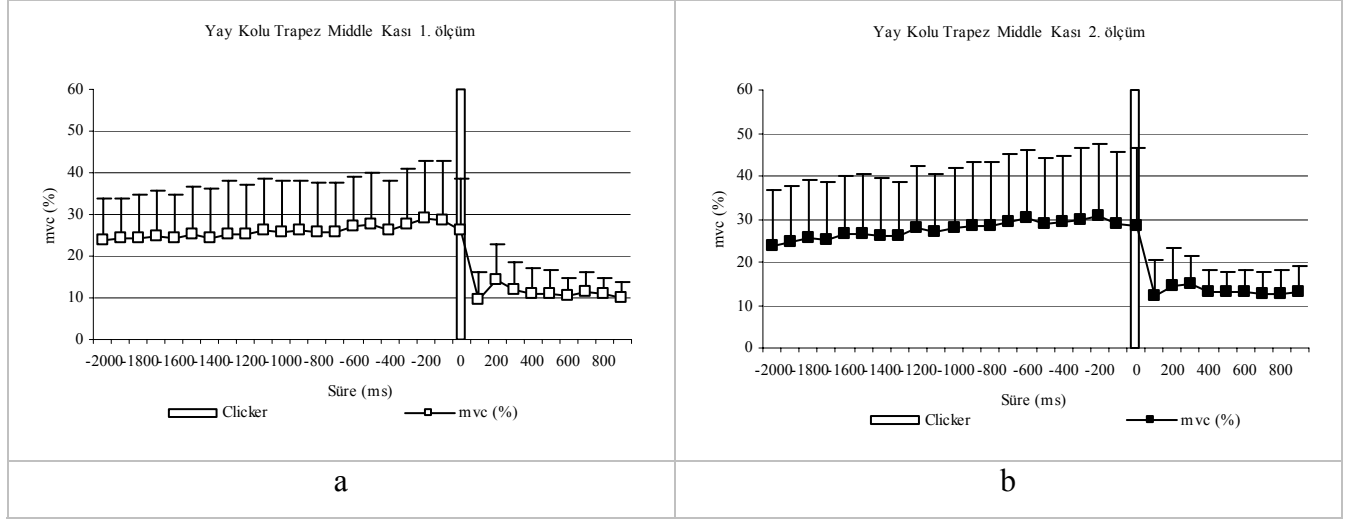 Yay Kolu Trapez Middle Kası 1. ölçüm
60
50
40
30
20
10
0
mvc (%)
-2000 -1800 -1600 -1400 -1200 -1000 -800 -600 -400 -200 0 200 400 600 800
Süre (ms)
Clicker mvc (%)
a
Yay Kolu Trapez Middle Kası 2. ölçüm
60
50
40
30
20
10
0
mvc (%)
-2000 -1800 -1600 -1400 -1200 -1000 -800 -600 -400 -200 0 200 400 600 800
Süre (ms)
Clicker mvc (%)
b